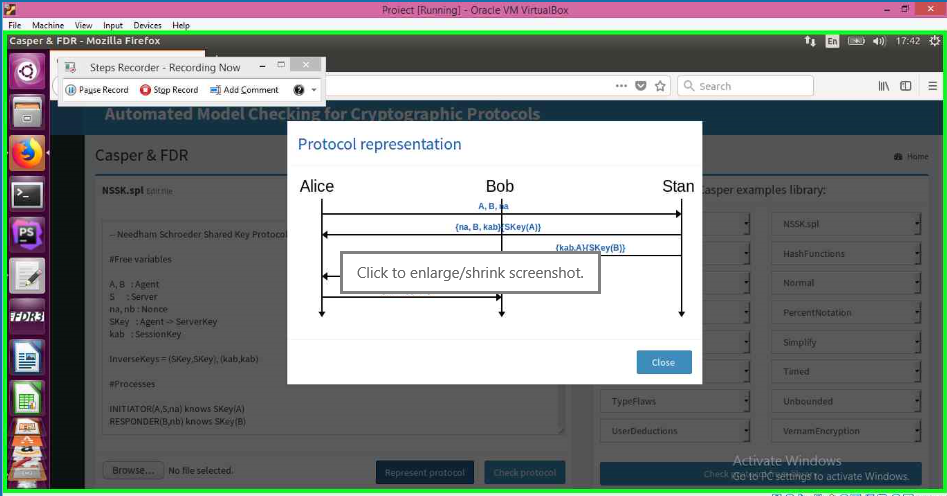 Project [Running] - Oracle VM VirtualBox
File Machine View Input Devices Help
Casper & FDR - Mozilla Firefox
En
17:42
Steps Recorder - Recording Now
Pause Record
Stop Record
Add Comment
Search
Automated Model Checking for Cryptographic Protocols
Casper & FDR
Home
NSSK.spl Edit file
-- Needham Schroeder Shared Key Protocol
#Free variables
A, B : Agent
S : Server
na, nb : Nonce
SKey : Agent -> ServerKey
kab : SessionKey
InverseKeys = (SKey,SKey), (kab,kab)
#Processes
INITIATOR(A,S,na) knows SKey(A)
RESPONDER(B,nb) knows SKey(B)
Browse...
No file selected.
Represent protocol
Check protocol
Protocol representation
Alice
Bob
Stan
A, B, na
{na, B, kab}{SKey(A)}
{kab,A}{SKey(B)}
Click to enlarge/shrink screenshot.
Close
Casper examples library:
NSSK.spl
HashFunctions
Normal
PercentNotation
Simplify
Timed
TypeFlaws
Unbounded
UserDeductions
VernamEncryption
Activate Windows
Go to PC settings to activate Windows.
FDR3
PS